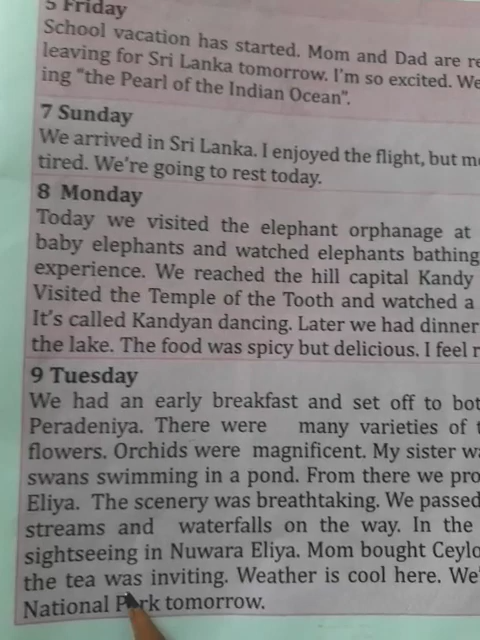 5 Friday
School vacation has started. Mom and Dad are
leaving for Sri Lanka tomorrow. I'm so excited.
ing "the Pearl of the Indian Ocean".
7 Sunday
We arrived in Sri Lanka. I enjoyed the flight, but
tired. We're going to rest today.
8 Monday
Today we visited the elephant orphanage at
baby elephants and watched elephants bathing
experience. We reached the hill capital Kandy
Visited the Temple of the Tooth and watched a
It's called Kandyan dancing. Later we had dinner
the lake. The food was spicy but delicious. I feel
9 Tuesday
We had an early breakfast and set off to
Peradeniya. There were many varieties of
flowers. Orchids were magnificent. My sister
swans swimming in a pond. From there we
Eliya. The scenery was breathtaking. We passed
streams and waterfalls on the way. In the
sightseeing in Nuwara Eliya. Mom bought
the tea was inviting. Weather is cool here.
National Park tomorrow.